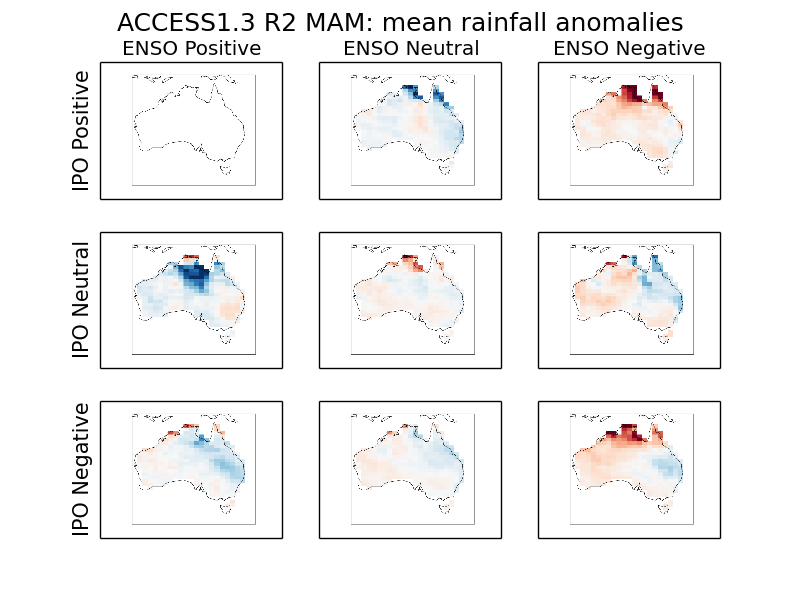 ACCESS1.3 R2 MAM: mean rainfall anomalies
ENSO Positive
ENSO Neutral
ENSO Negative
IPO Positive
IPO Neutral
IPO Negative